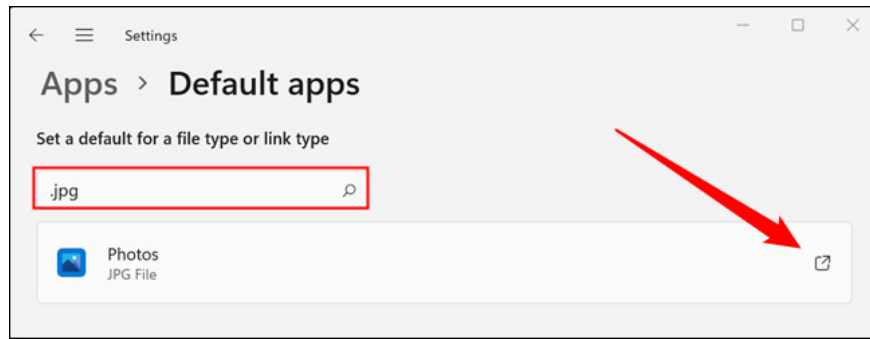 Settings
Apps > Default apps
Set a default for a file type or link type
.jpg
Photos
JPG File